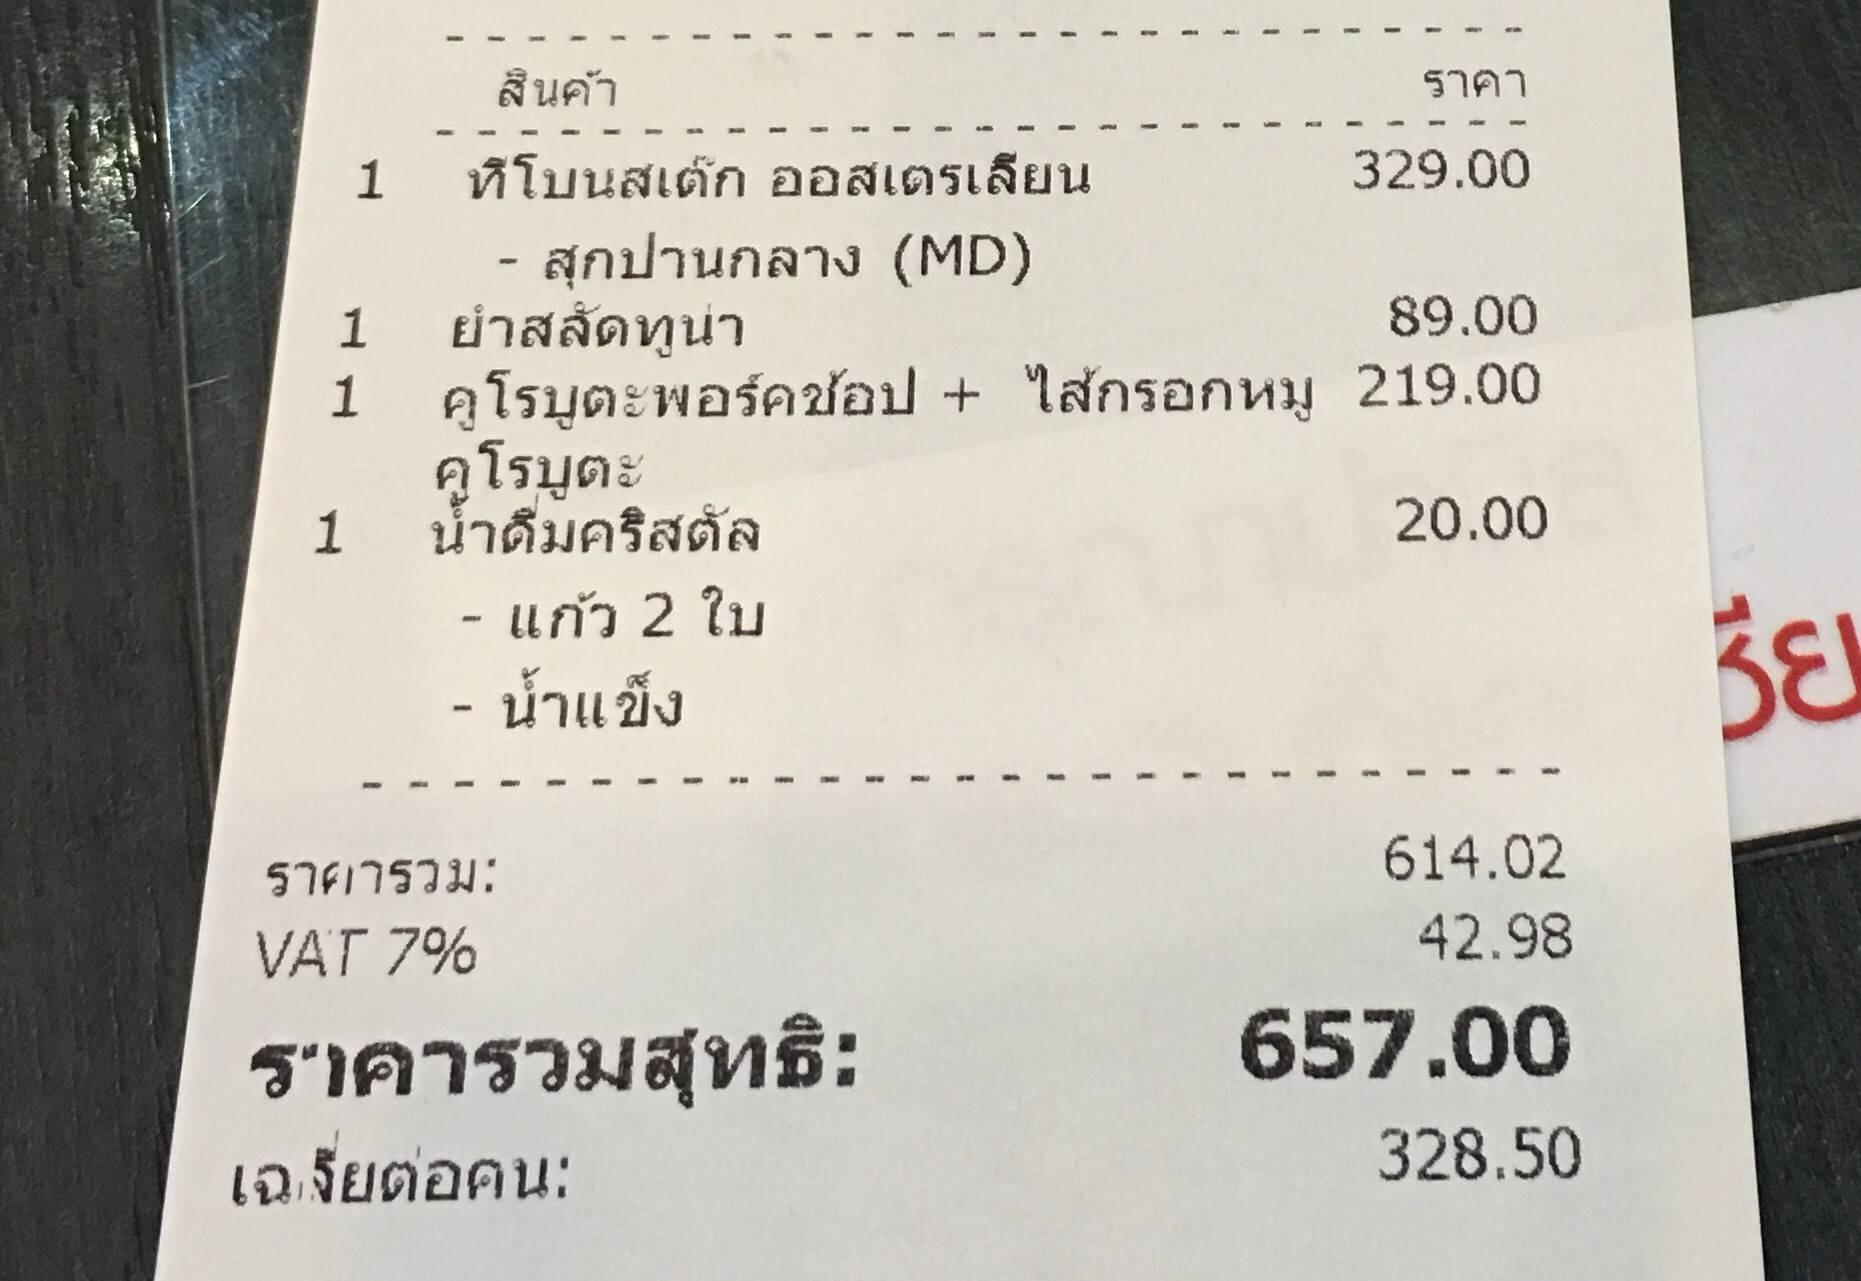 สินค้า ราคา
1 ทีโบนสเต๊ก ออสเตรเลียน 329.00
- สุกปานกลาง (MD)
1 ยำสลัดทูน่า 89.00
1 คูโรบูตะพอร์คช้อป + ไส้กรอกหมู 219.00
คูโรบูตะ
1 น้ำดื่มคริสตัล 20.00
- แก้ว 2 ใบ
- น้ำแข็ง
ราคารวม: 614.02
VAT 7% 42.98
ราคารวมสุทธิ: 657.00
เฉลี่ยต่อคน: 328.50